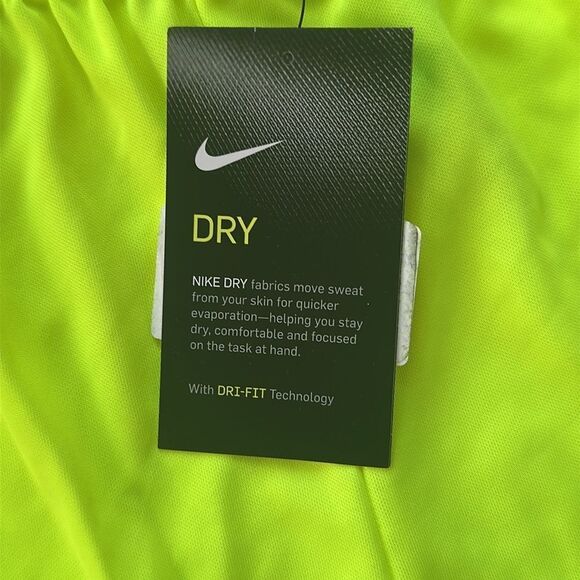 DRY
NIKE DRY fabrics move sweat
from your skin for quicker
evaporation—helping you stay
dry, comfortable and focused
on the task at hand.
With DRI-FIT Technology